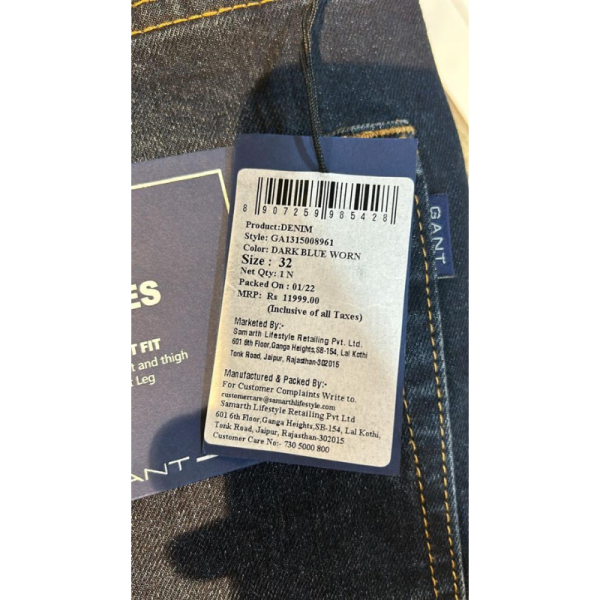 8 907259 985428
Product:DENIM
Style: GA1315008961
Color: DARK BLUE WORN
Size : 32
Net Qty: 1 N
Packed On : 01/22
MRP: Rs 11999.00
(Inclusive of all Taxes)
Marketed By:-
Samarth Lifestyle Retailing Pvt. Ltd.
601 6th Floor,Ganga Heights,SB-154, Lal Kothi
Tonk Road, Jaipur, Rajasthan-302015
Manufactured & Packed By:-
For Customer Complaints Write to.
customercare@samarthlifestyle.com
Samarth Lifestyle Retailing Pvt Ltd
601 6th Floor,Ganga Heights,SB-154, Lal Kothi,
Tonk Road, Jaipur, Rajasthan-302015
Customer Care No:- 730 5000 800
GANT
ES
T FIT
t and thigh
Leg
ANT